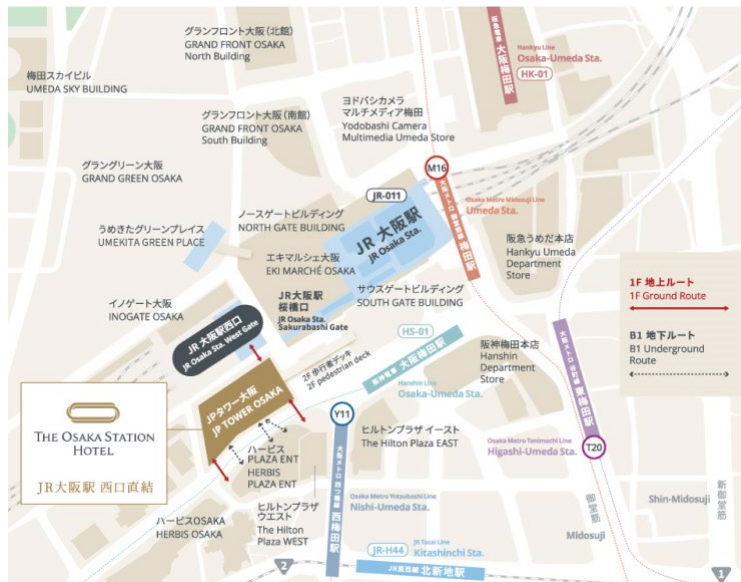 グランフロント大阪(北館)
GRAND FRONT OSAKA
North Building
梅田スカイビル
UMEDA SKY BUILDING
阪急電車 大阪梅田駅
Hankyu Line
Osaka-Umeda Sta.
HK-01
グランフロント大阪(南館)
GRAND FRONT OSAKA
South Building
ヨドバシカメラ
マルチメディア梅田
Yodobashi Camera
Multimedia Umeda Store
グラングリーン大阪
GRAND GREEN OSAKA
M16
JR-011
大阪メトロ 御堂筋線 梅田駅
Osaka Metro Midosuji Line
Umeda Sta.
ノースゲートビルディング
NORTH GATE BUILDING
JR 大阪駅
JR Osaka Sta.
うめきたグリーンプレイス
UMEKITA GREEN PLACE
阪急うめだ本店
Hankyu Umeda
Department
Store
エキマルシェ大阪
EKI MARCHÉ OSAKA
サウスゲートビルディング
SOUTH GATE BUILDING
JR大阪駅
桜橋口
JR Osaka Sta.
Sakurabashi Gate
イノゲート大阪
INOGATE OSAKA
1F 地上ルート
1F Ground Route
B1 地下ルート
B1 Underground
Route
JR 大阪駅西口
JR Osaka Sta. West Gate
HS-01
阪神電車 大阪梅田駅
Hanshin Line
Osaka-Umeda Sta.
阪神梅田本店
Hanshin
Department
Store
大阪メトロ 谷町線 東梅田駅
2F 歩行者デッキ
2F pedestrian deck
JPタワー大阪
JP TOWER OSAKA
THE OSAKA STATION
HOTEL
JR大阪駅 西口直結
Y11
ヒルトンプラザ イースト
The Hilton Plaza EAST
Osaka Metro Tanimachi Line
Higashi-Umeda Sta.
T20
ハービス
PLAZA ENT
HERBIS
PLAZA ENT
大阪メトロ 四つ橋線 西梅田駅
Osaka Metro Yotsubashi Line
Nishi-Umeda Sta.
ヒルトンプラザ
ウエスト
The Hilton
Plaza WEST
ハービスOSAKA
HERBIS OSAKA
御堂筋
Midosuji
新御堂筋
Shin-Midosuji
JR-H44
JR Tozai Line
Kitashinchi Sta.
JR東西線 北新地駅
2
1